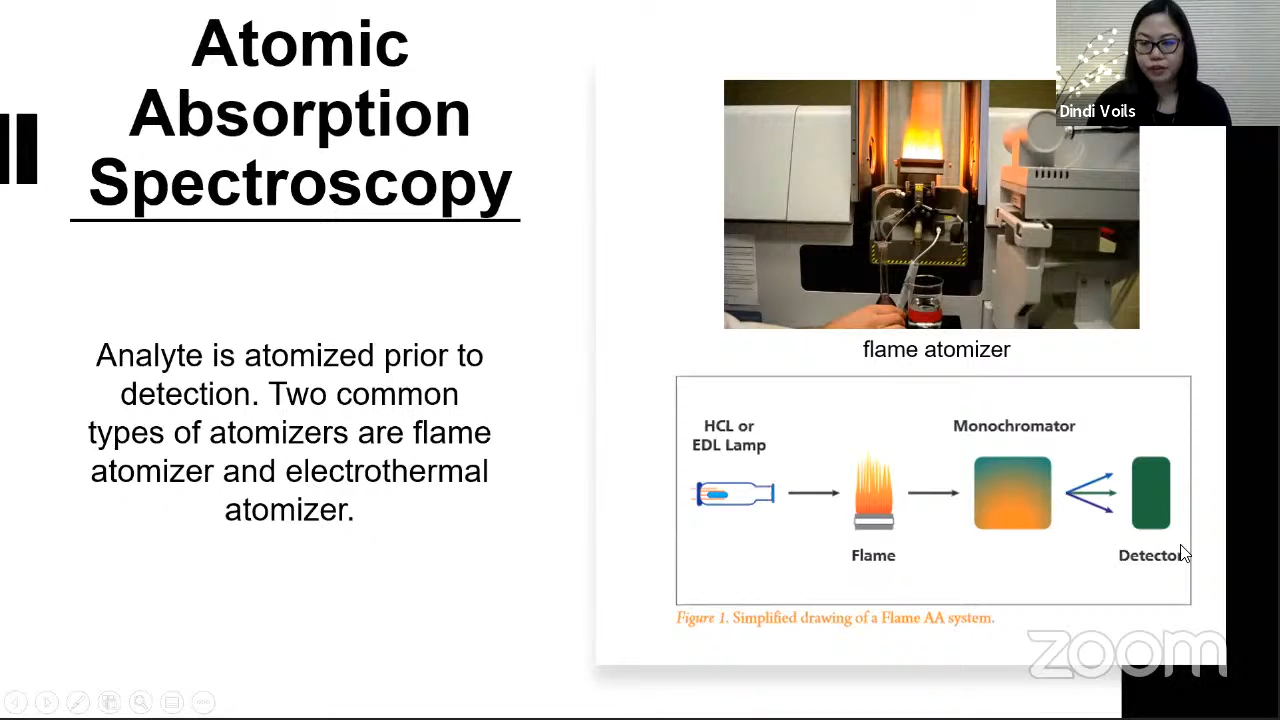 Atomic
Absorption
Spectroscopy
Analyte is atomized prior to
detection. Two common
types of atomizers are flame
atomizer and electrothermal
atomizer.
Dindi Voils
flame atomizer
HCL or
EDL Lamp
Monochromator
Flame
Detector
Figure 1. Simplified drawing of a Flame AA system.
zoom